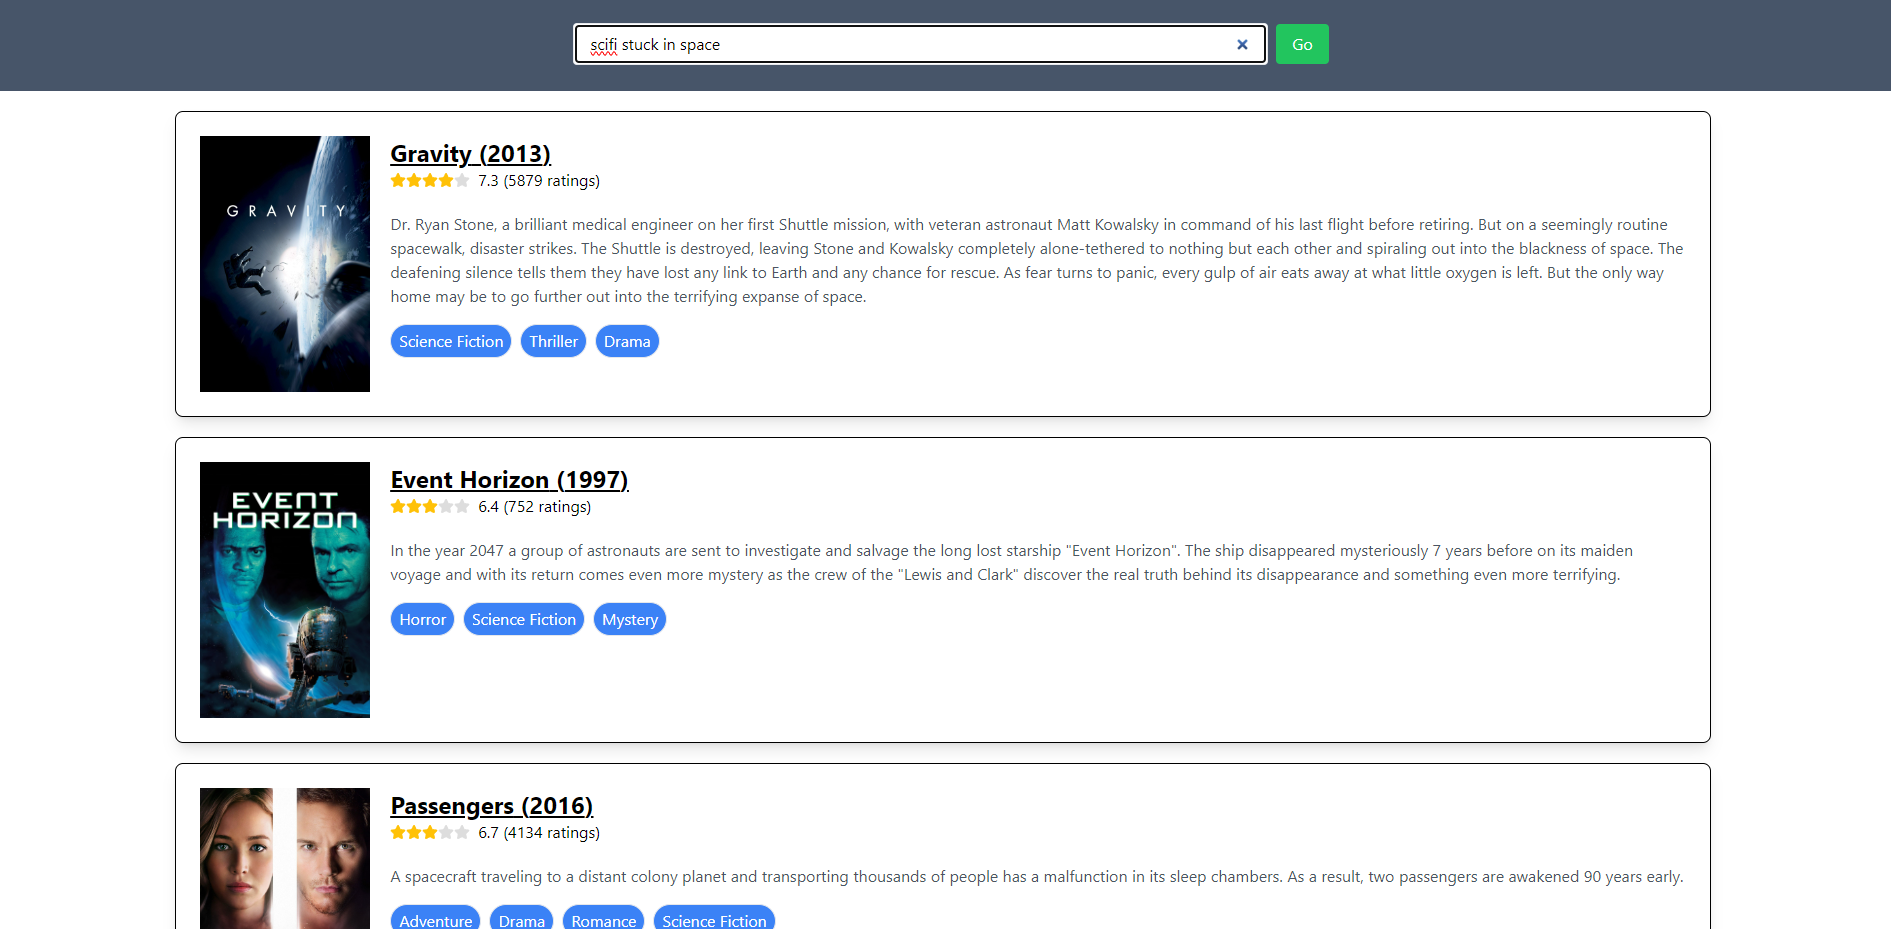 scifi stuck in space
Go
GRAVITY
Gravity (2013)
7.3 (5879 ratings)
Dr. Ryan Stone, a brilliant medical engineer on her first Shuttle mission, with veteran astronaut Matt Kowalsky in command of his last flight before retiring. But on a seemingly routine
spacewalk, disaster strikes. The Shuttle is destroyed, leaving Stone and Kowalsky completely alone-tethered to nothing but each other and spiraling out into the blackness of space. The
deafening silence tells them they have lost any link to Earth and any chance for rescue. As fear turns to panic, every gulp of air eats away at what little oxygen is left. But the only way
home may be to go further out into the terrifying expanse of space.
Science Fiction Thriller Drama
EVENT
HORIZON
Event Horizon (1997)
6.4 (752 ratings)
In the year 2047 a group of astronauts are sent to investigate and salvage the long lost starship "Event Horizon". The ship disappeared mysteriously 7 years before on its maiden
voyage and with its return comes even more mystery as the crew of the "Lewis and Clark" discover the real truth behind its disappearance and something even more terrifying.
Horror Science Fiction Mystery
Passengers (2016)
6.7 (4134 ratings)
A spacecraft traveling to a distant colony planet and transporting thousands of people has a malfunction in its sleep chambers. As a result, two passengers are awakened 90 years early.
Adventure Drama Romance Science Fiction